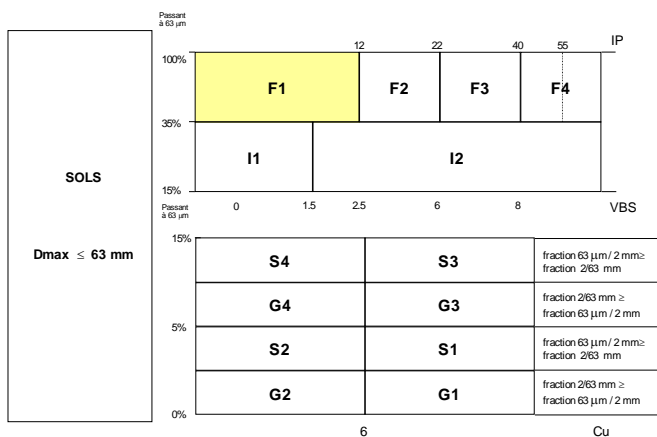 Passant
à 63 µm
12 22 40 55 IP
100%
F1 F2 F3 F4
35%
I1 I2
SOLS
15%
Passant
à 63 µm
0 1.5 2.5 6 8 VBS
15%
Dmax ≤ 63 mm
S4 S3 fraction 63 µm / 2 mm≥
fraction 2/63 mm
G4 G3 fraction 2/63 mm ≥
fraction 63 µm / 2 mm
5%
S2 S1 fraction 63 µm / 2 mm≥
fraction 2/63 mm
G2 G1 fraction 2/63 mm ≥
fraction 63 µm / 2 mm
0%
6 Cu